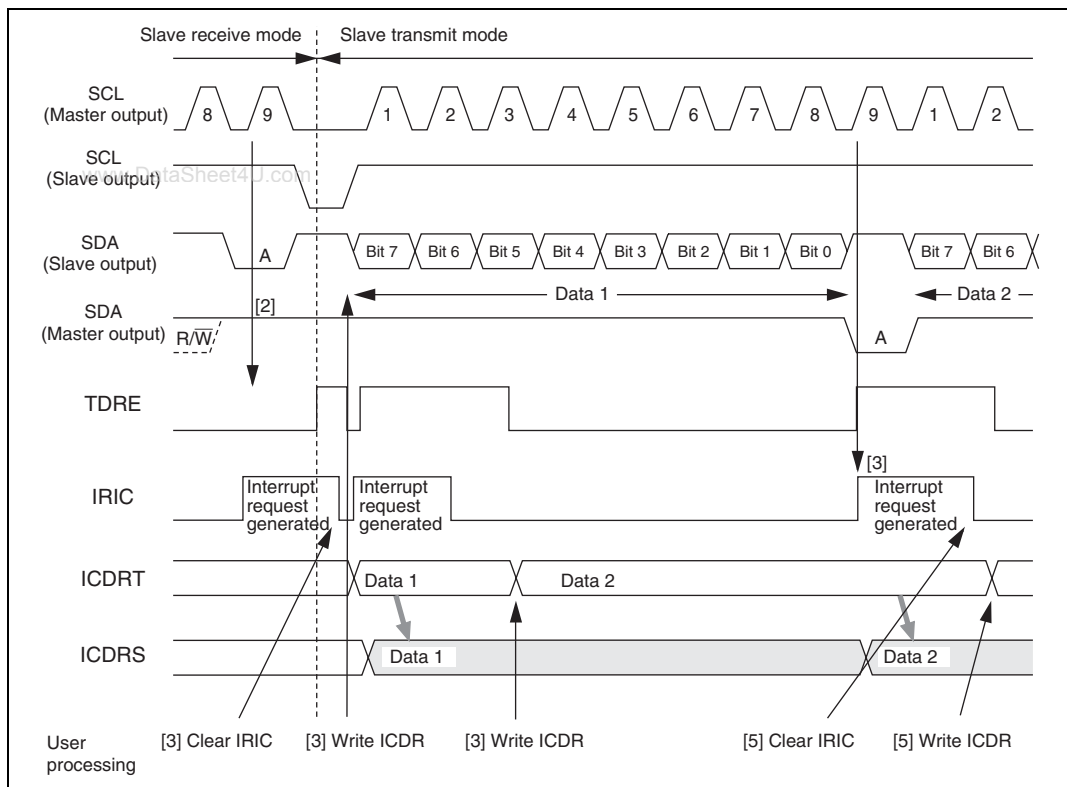 Slave receive mode
Slave transmit mode
SCL
(Master output)
8 9 1 2 3 4 5 6 7 8 9 1 2
SCL
(Slave output)
www.DataSheet4U.com
SDA
(Slave output)
A
Bit 7 Bit 6 Bit 5 Bit 4 Bit 3 Bit 2 Bit 1 Bit 0
Bit 7 Bit 6
[2]
Data 1
Data 2
SDA
(Master output)
R/W̅
A
TDRE
[3]
IRIC
Interrupt
request
generated
Interrupt
request
generated
Interrupt
request
generated
ICDRT
Data 1
Data 2
ICDRS
Data 1
Data 2
User
processing
[3] Clear IRIC
[3] Write ICDR
[3] Write ICDR
[5] Clear IRIC
[5] Write ICDR